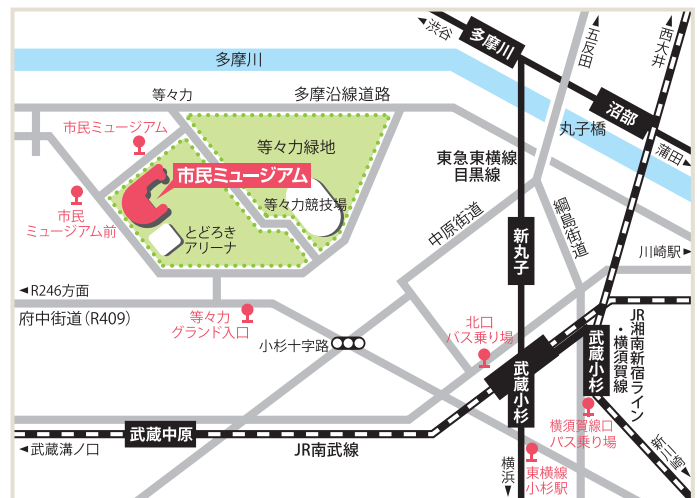 渋谷
多摩川
五反田
西大井
多摩川
等々力
多摩沿線道路
沼部
丸子橋
蒲田
市民ミュージアム
等々力緑地
東急東横線
目黒線
市民ミュージアム
等々力競技場
市民
ミュージアム前
とどろき
アリーナ
中原街道
綱島街道
新丸子
川崎駅
R246方面
府中街道(R409)
等々力
グランド入口
小杉十字路
北口
バス乗り場
武蔵小杉
武蔵小杉
JR湘南新宿ライン
・横須賀線
武蔵中原
武蔵溝ノ口
JR南武線
横須賀線口
バス乗り場
新川崎
横浜
東横線
小杉駅